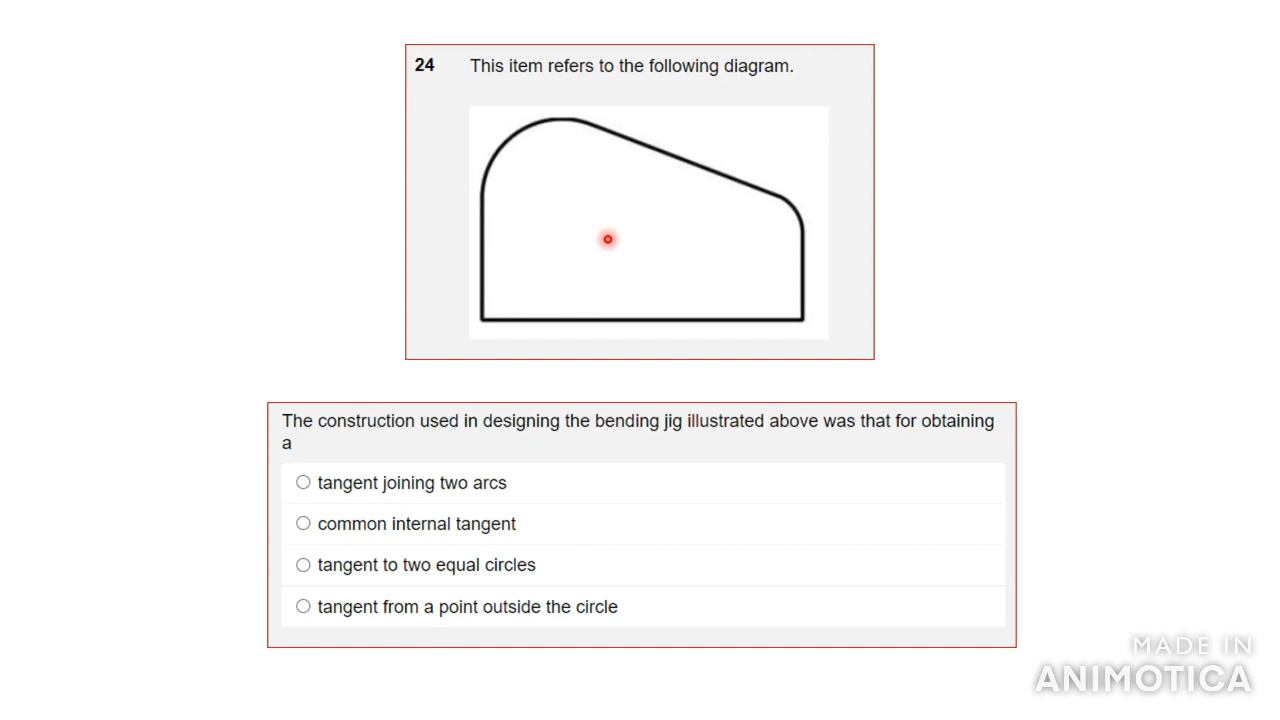 24 This item refers to the following diagram.
The construction used in designing the bending jig illustrated above was that for obtaining
a
tangent joining two arcs
common internal tangent
tangent to two equal circles
tangent from a point outside the circle
MADE IN
ANIMOTICA